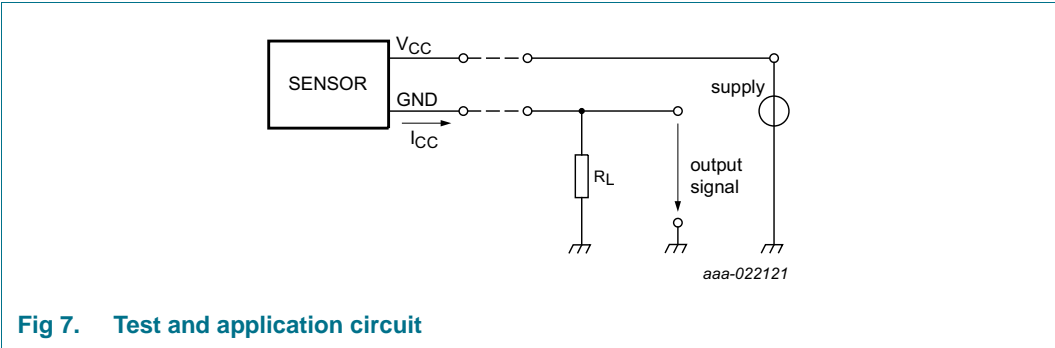 VCC
SENSOR
supply
GND
ICC
RL
output
signal
aaa-022121
Fig 7. Test and application circuit